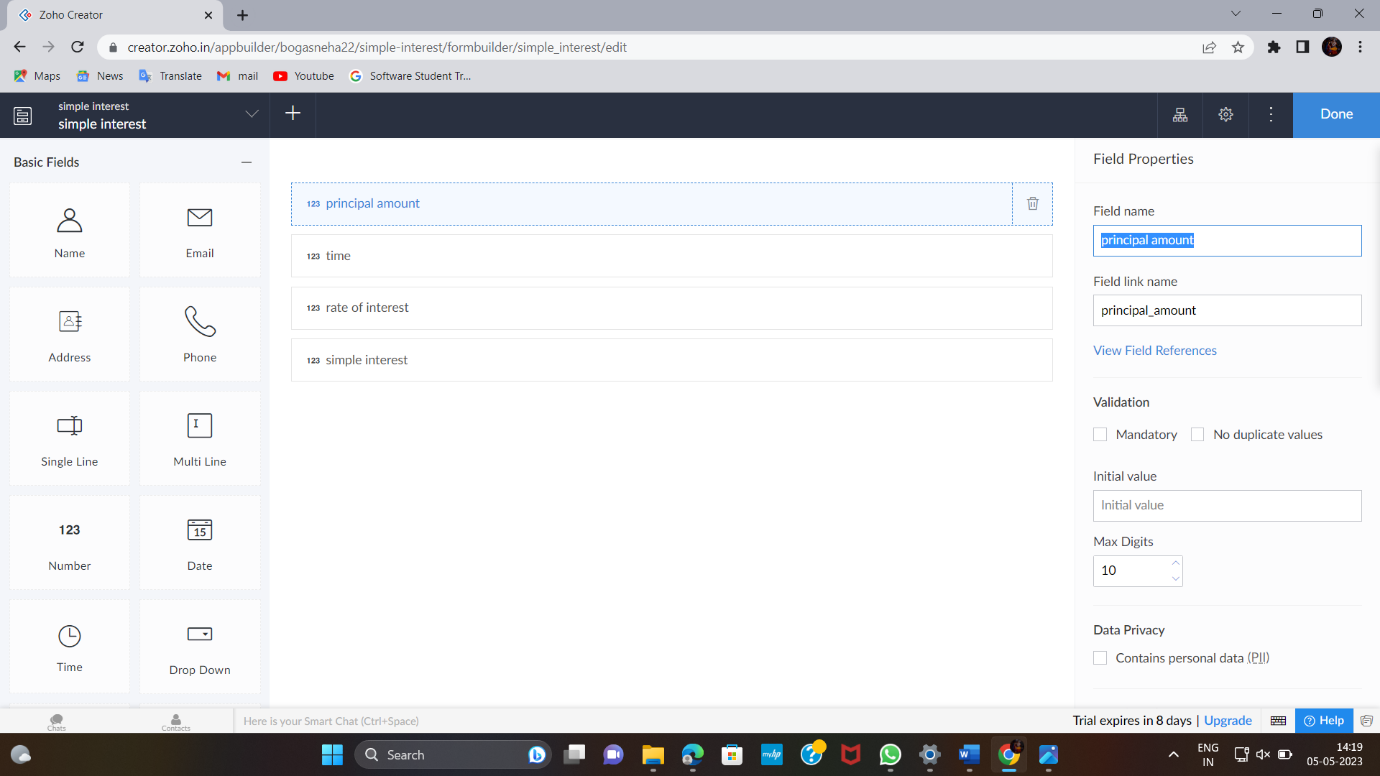 Zoho Creator
creator.zoho.in/appbuilder/bogasneha22/simple-interest/formbuilder/simple_interest/edit
Maps News Translate mail Youtube Software Student Tr...
simple interest
simple interest
Done
Basic Fields
Name Email
Address Phone
Single Line Multi Line
123 15
Number Date
Time Drop Down
123 principal amount
123 time
123 rate of interest
123 simple interest
Field Properties
Field name
principal amount
Field link name
principal_amount
View Field References
Validation
Mandatory No duplicate values
Initial value
Initial value
Max Digits
10
Data Privacy
Contains personal data (PII)
Chats Contacts Here is your Smart Chat (Ctrl+Space) Trial expires in 8 days | Upgrade Help
Search
ENG
IN
14:19
05-05-2023